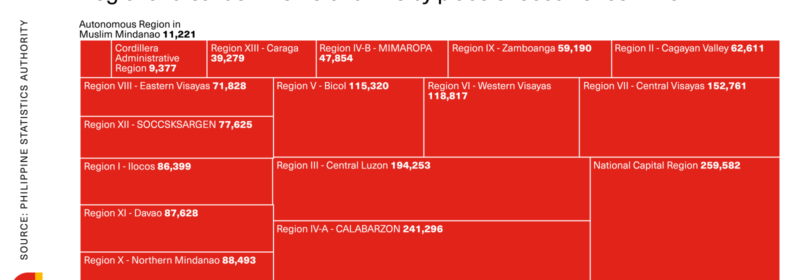 Autonomous Region in
Muslim Mindanao 11,221
Cordillera
Administrative
Region 9,377
Region XIII - Caraga
39,279
Region IV-B - MIMAROPA
47,854
Region IX - Zamboanga 59,190
Region II - Cagayan Valley 62,611
Region VIII - Eastern Visayas 71,828
Region V - Bicol 115,320
Region VI - Western Visayas
118,817
Region VII - Central Visayas 152,761
Region XII - SOCCSKSARGEN 77,625
Region I - Ilocos 86,399
Region III - Central Luzon 194,253
National Capital Region 259,582
Region XI - Davao 87,628
Region IV-A - CALABARZON 241,296
Region X - Northern Mindanao 88,493
SOURCE: PHILIPPINE STATISTICS AUTHORITY